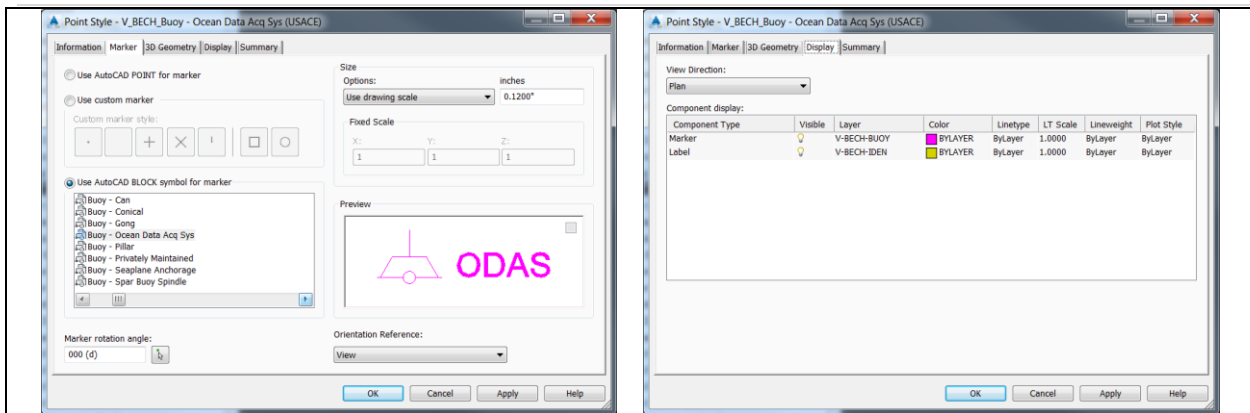 Point Style - V_BECH_Buoy - Ocean Data Acq Sys (USACE)
Information Marker 3D Geometry Display Summary
Use AutoCAD POINT for marker
Use custom marker
Custom marker style:
Use AutoCAD BLOCK symbol for marker
Buoy - Can
Buoy - Conical
Buoy - Gong
Buoy - Ocean Data Acq Sys
Buoy - Pillar
Buoy - Privately Maintained
Buoy - Seaplane Anchorage
Buoy - Spar Buoy Spindle
Marker rotation angle:
000 (d)
Size
Options: inches
Use drawing scale 0.1200"
Fixed Scale
X: Y: Z:
1 1 1
Preview
ODAS
Orientation Reference:
View
OK Cancel Apply Help
Point Style - V_BECH_Buoy - Ocean Data Acq Sys (USACE)
Information Marker 3D Geometry Display Summary
View Direction:
Plan
Component display:
Component Type Visible Layer Color Linetype LT Scale Lineweight Plot Style
Marker V-BECH-BUOY BYLAYER ByLayer 1.0000 ByLayer ByLayer
Label V-BECH-IDEN BYLAYER ByLayer 1.0000 ByLayer ByLayer
OK Cancel Apply Help